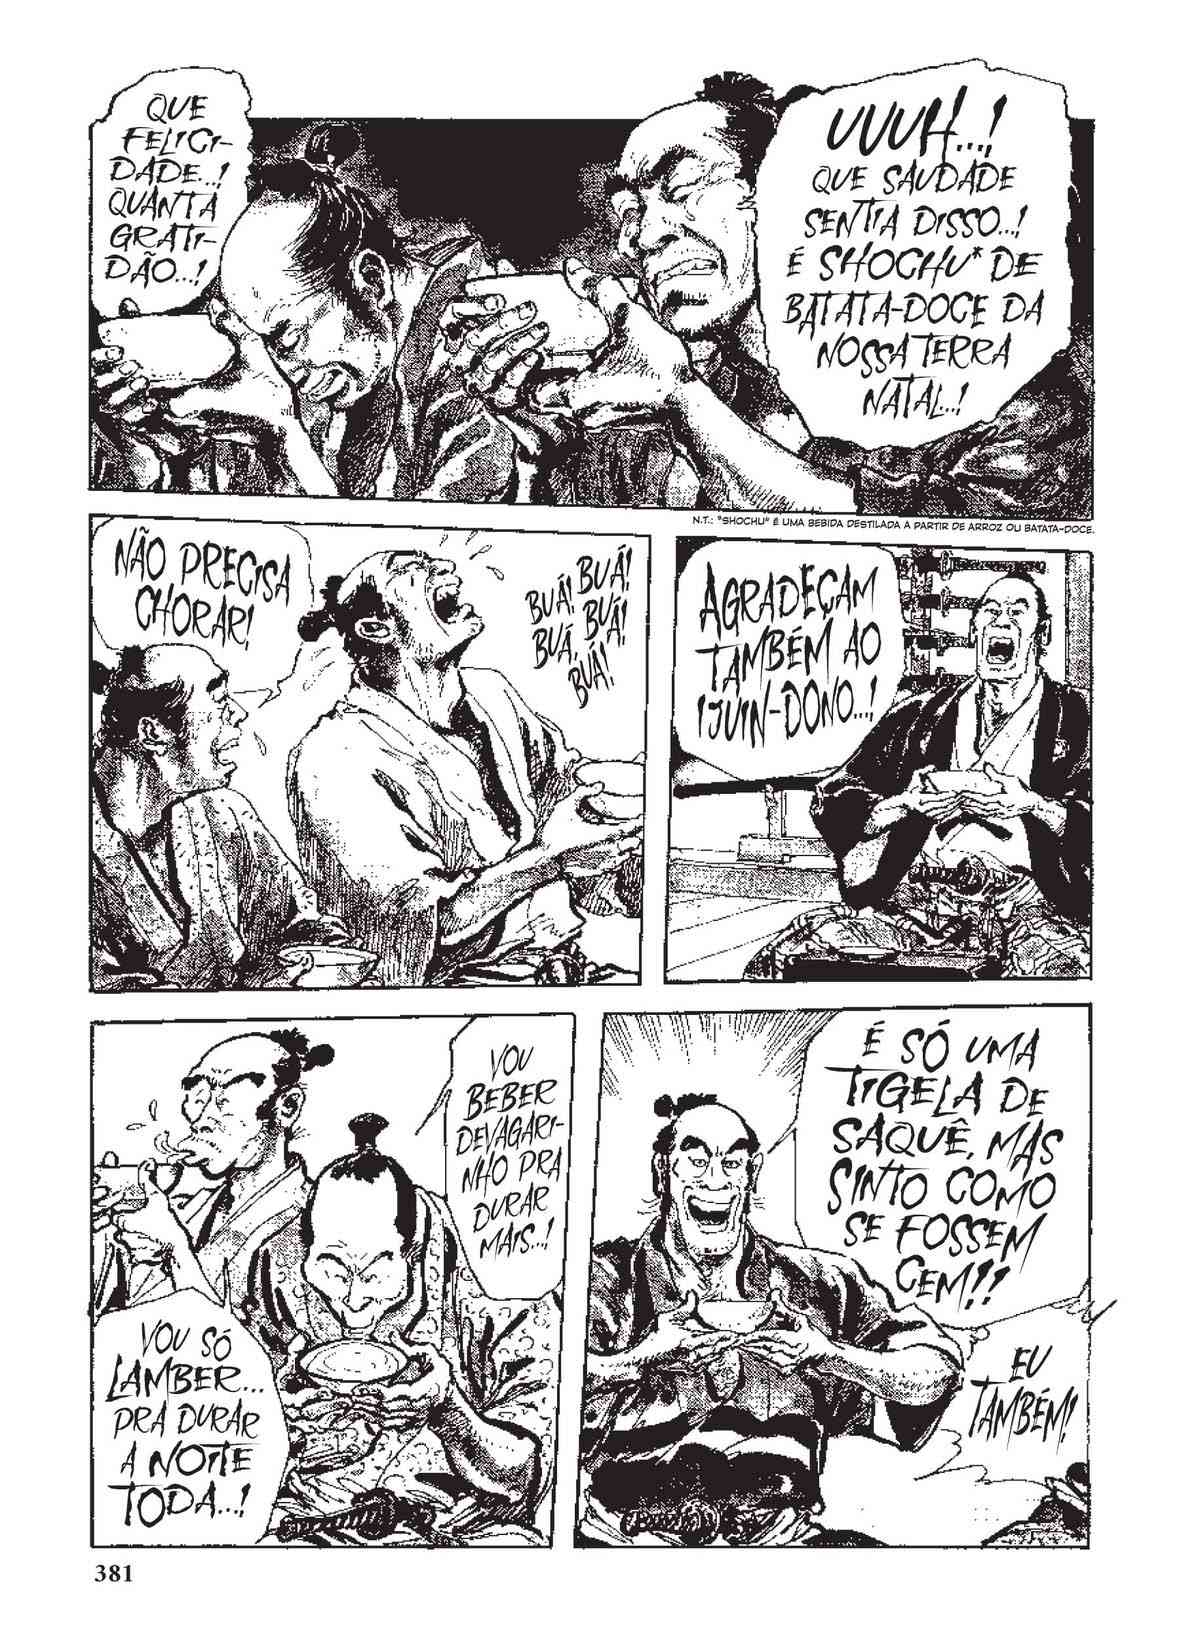 UUUH...!
QUE SAUDADE
SENTIA DISSO...!
É SHOCHU* DE
BATATA-DOCE DA
NOSSA TERRA
NATAL...!
QUE
FELICI-
DADE...!
QUANTA
GRATI-
DÃO...!
N.T.: "SHOCHU" É UMA BEBIDA DESTILADA A PARTIR DE ARROZ OU BATATA-DOCE.
AGRADEÇAM
TAMBÉM AO
IJUIN-DONO...!
BUÁ! BUÁ!
BUÁ, BUÁ!
BUÁ!
NÃO PRECISA
CHORAR!
É SÓ UMA
TIGELA DE
SAQUÊ, MAS
SINTO COMO
SE FOSSEM
CEM!!
EU
TAMBÉM!
VOU
BEBER
DEVAGARI-
NHO PRA
DURAR
MAIS...!
VOU SÓ
LAMBER...
PRA DURAR
A NOITE
TODA...!
381